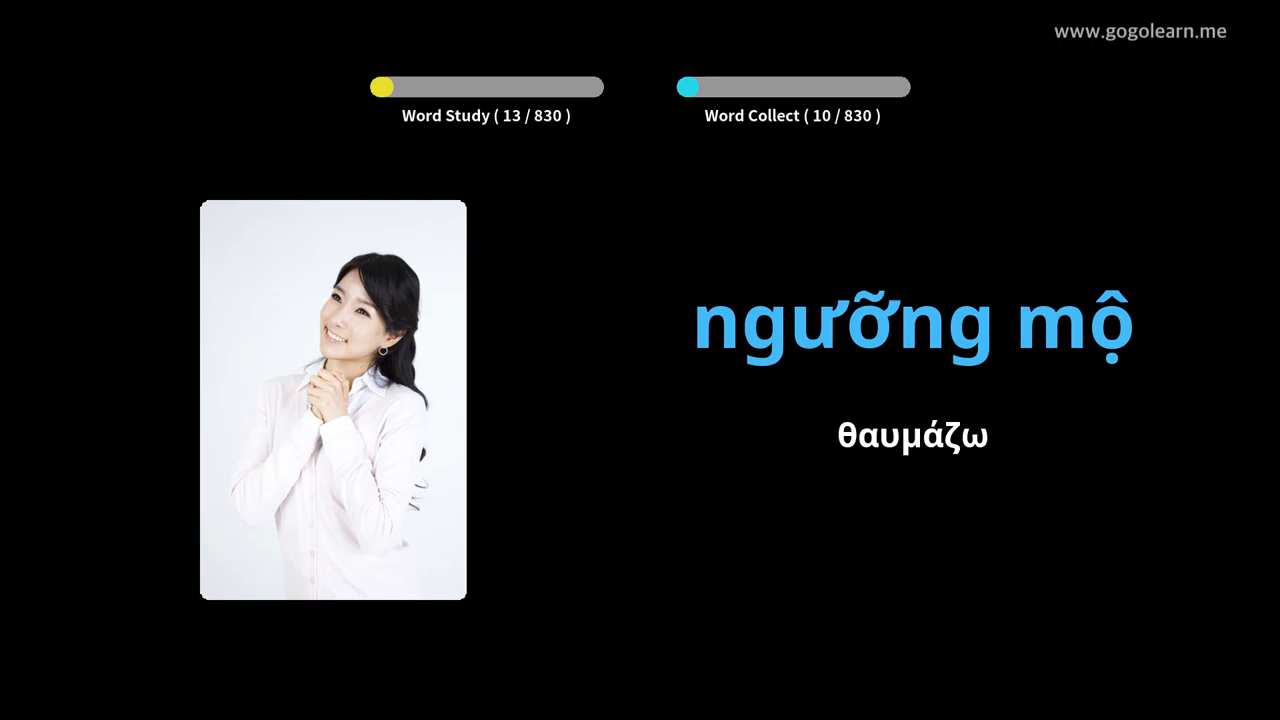 www.gogolearn.me
Word Study ( 13 / 830 )
Word Collect ( 10 / 830 )
ngưỡng mộ
θαυμάζω